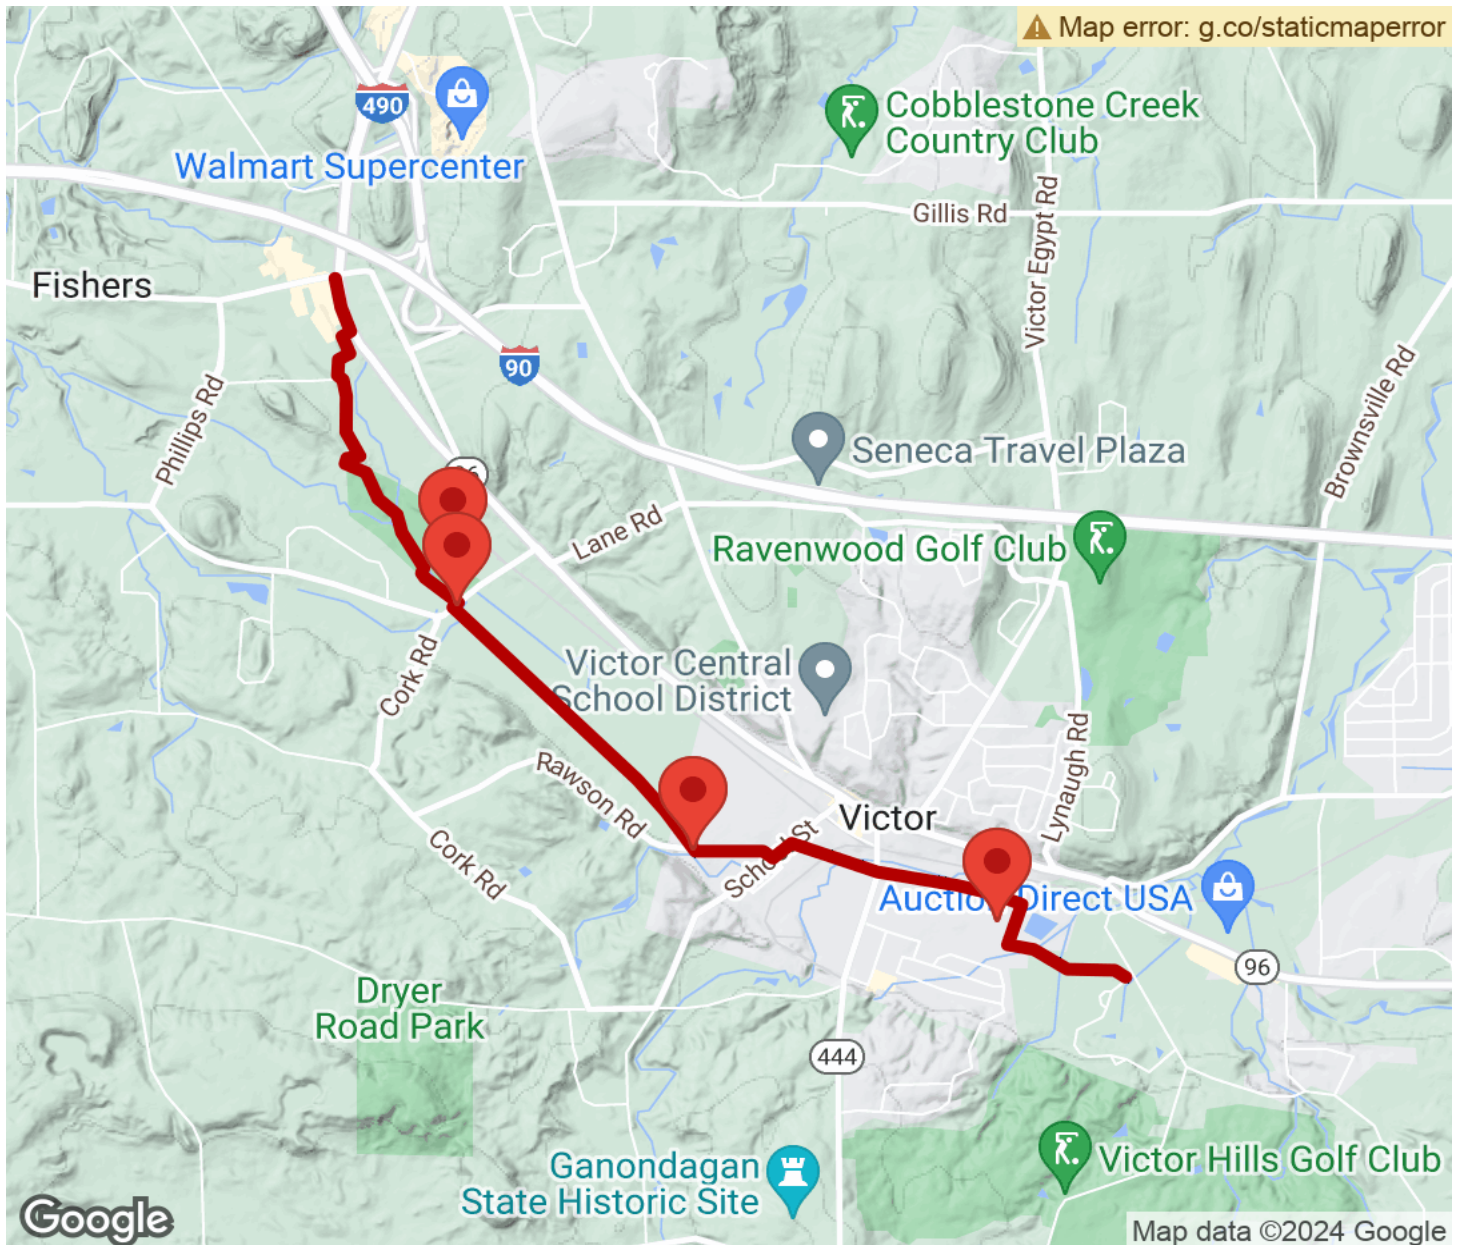 Map error: g.co/staticmaperror
490
Walmart Supercenter
Cobblestone Creek
Country Club
Gillis Rd
Victor Egypt Rd
Fishers
90
Phillips Rd
Brownsville Rd
Seneca Travel Plaza
Lane Rd
Ravenwood Golf Club
Cork Rd
Victor Central
School District
Lynaugh Rd
Rawson Rd
Victor
School St
Cork Rd
Auction Direct USA
96
Dryer
Road Park
444
Ganondagan
State Historic Site
Victor Hills Golf Club
Google
Map data ©2024 Google